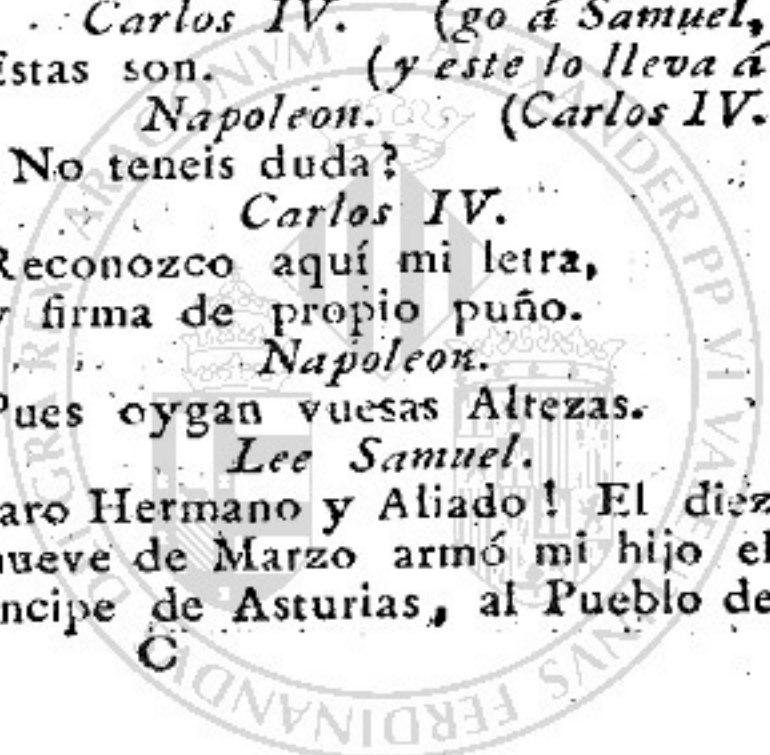 Carlos IV. (go á Samuel,
Estas son. (y este lo lleva á
Napoleon. (Carlos IV.
No teneis duda?
Carlos IV.
Reconozco aquí mi letra,
y firma de propio puño.
Napoleon.
Pues oygan vuesas Altezas.
Lee Samuel.
aro Hermano y Aliado! El diez
nueve de Marzo armó mi hijo el
ncipe de Asturias, al Pueblo de
C